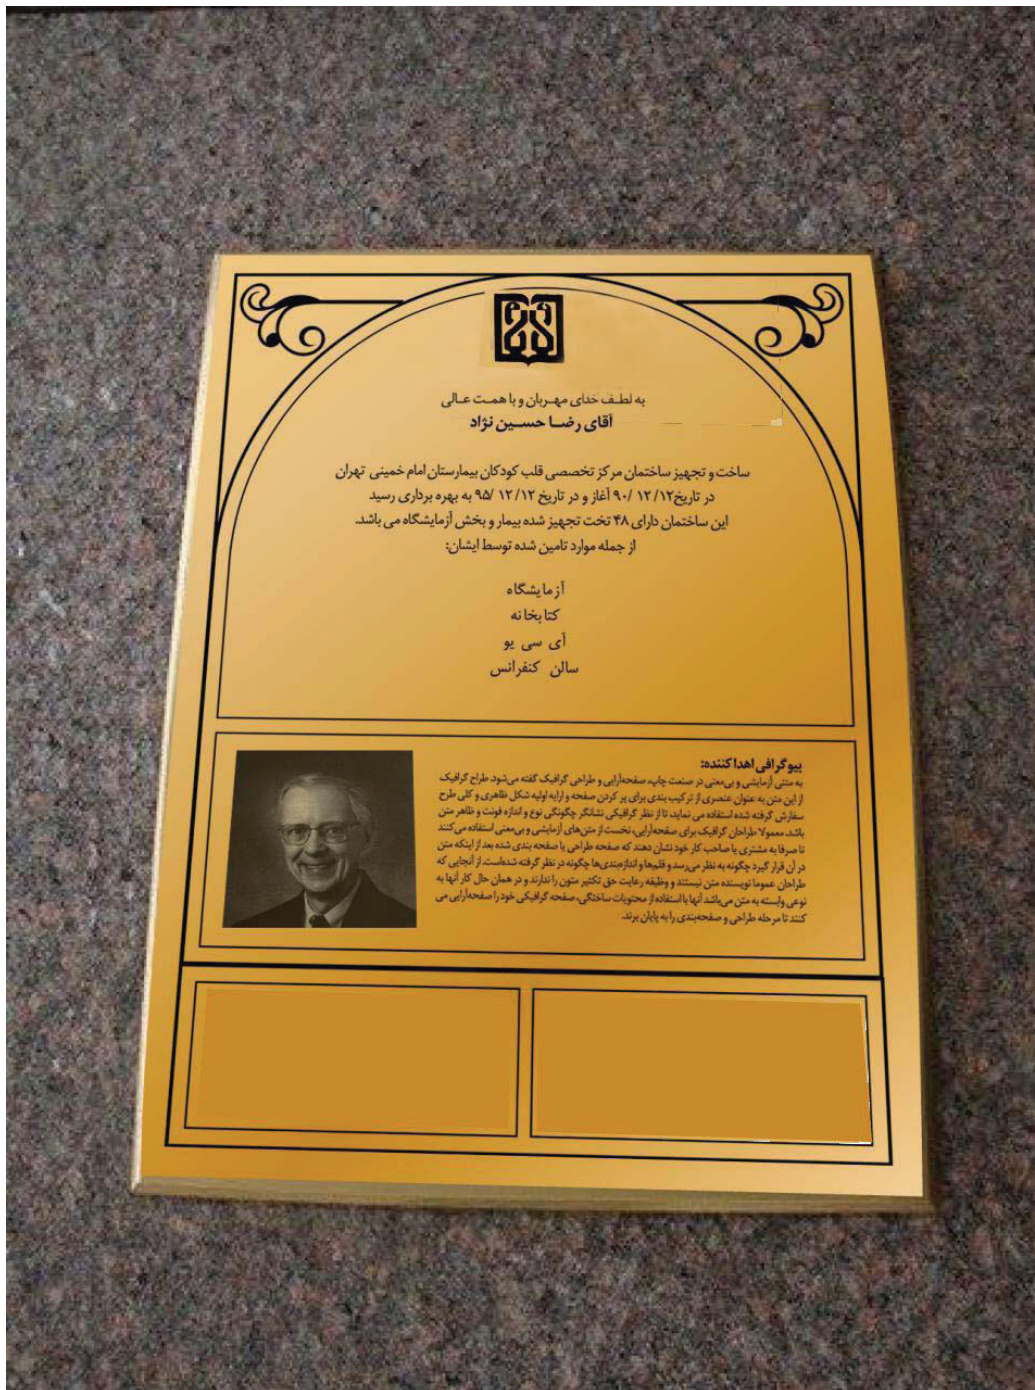 به لطف خدای مهربان و با همت عالی
آقای رضا حسین نژاد
ساخت و تجهیز ساختمان مرکز تخصصی قلب کودکان بیمارستان امام خمینی تهران
در تاریخ ۱۲/ ۱۲ /۹۰ آغاز و در تاریخ ۱۲/ ۱۲ /۹۵ به بهره برداری رسید
این ساختمان دارای ۴۸ تخت تجهیز شده بیمار و بخش آزمایشگاه می باشد.
از جمله موارد تامین شده توسط ایشان:
آزمایشگاه
کتابخانه
آی سی یو
سالن کنفرانس
بیوگرافی اهدا کننده:
به متنی آزمایشی و بی‌معنی در صنعت چاپ، صفحه‌آرایی و طراحی گرافیک گفته می‌شود. طراح گرافیک
از این متن به عنوان عنصری از ترکیب بندی برای پر کردن صفحه و ارایه اولیه شکل ظاهری و کلی طرح
سفارش گرفته شده استفاده می نماید، تا از نظر گرافیکی نشانگر چگونگی نوع و اندازه فونت و ظاهر متن
باشد. معمولا طراحان گرافیک برای صفحه‌آرایی، نخست از متن‌های آزمایشی و بی‌معنی استفاده می‌کنند
تا صرفا به مشتری یا صاحب کار خود نشان دهند که صفحه طراحی یا صفحه بندی شده بعد از اینکه متن
در آن قرار گیرد چگونه به نظر می‌رسد و قلم‌ها و اندازه‌بندی‌ها چگونه در نظر گرفته شده‌است. از آنجایی که
طراحان عموما نویسنده متن نیستند و وظیفه رعایت حق تکثیر متون را ندارند و در همان حال کار آنها به
نوعی وابسته به متن می‌باشد آنها با استفاده از محتویات ساختگی، صفحه گرافیکی خود را صفحه‌آرایی می
کنند تا مرحله طراحی و صفحه‌بندی را به پایان برند.